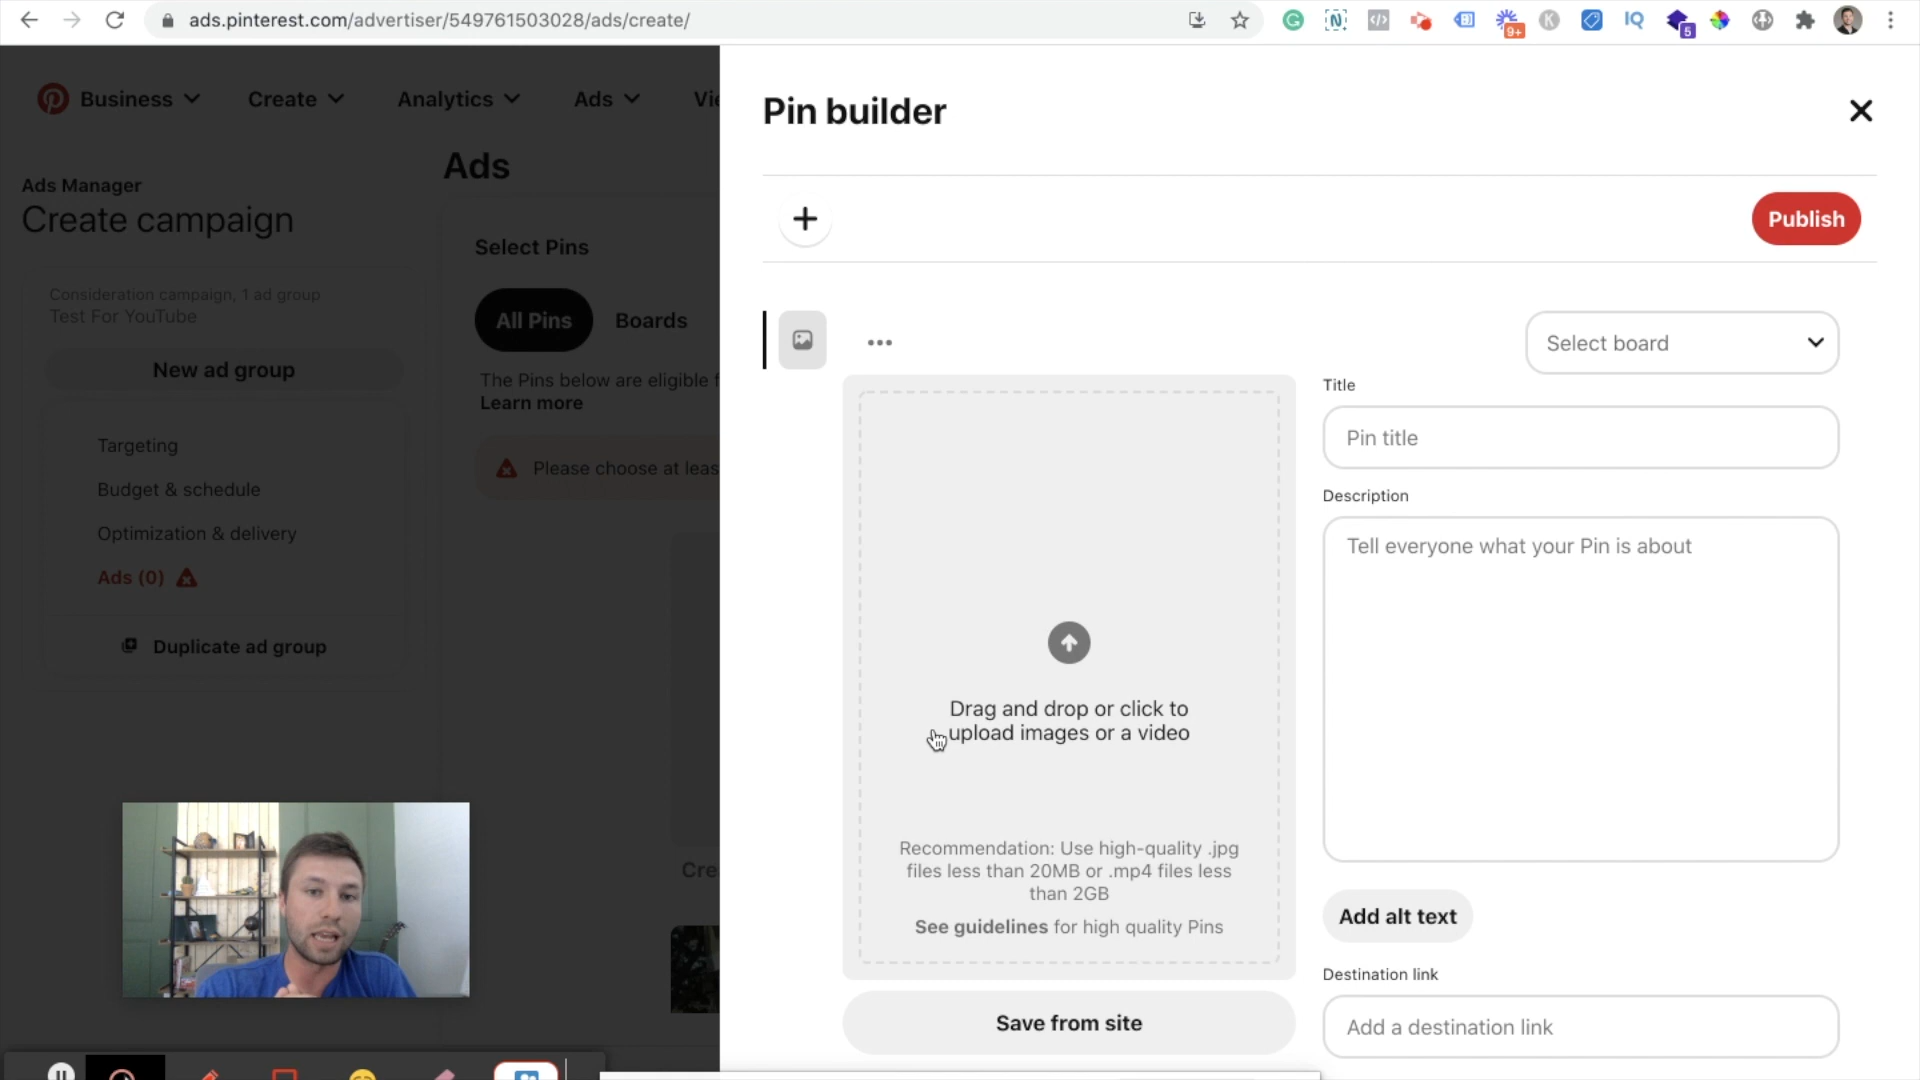 ads.pinterest.com/advertiser/549761503028/ads/create/
9+
5
Business
Create
Analytics
Ads
Ads Manager
Create campaign
Consideration campaign, 1 ad group
Test For YouTube
New ad group
Targeting
Budget & schedule
Optimization & delivery
Ads (0)
Duplicate ad group
Ads
Select Pins
All Pins
Boards
The Pins below are eligible
Learn more
Please choose at leas
Pin builder
Publish
Select board
Drag and drop or click to
upload images or a video
Recommendation: Use high-quality .jpg
files less than 20MB or .mp4 files less
than 2GB
See guidelines for high quality Pins
Save from site
Title
Pin title
Description
Tell everyone what your Pin is about
Add alt text
Destination link
Add a destination link